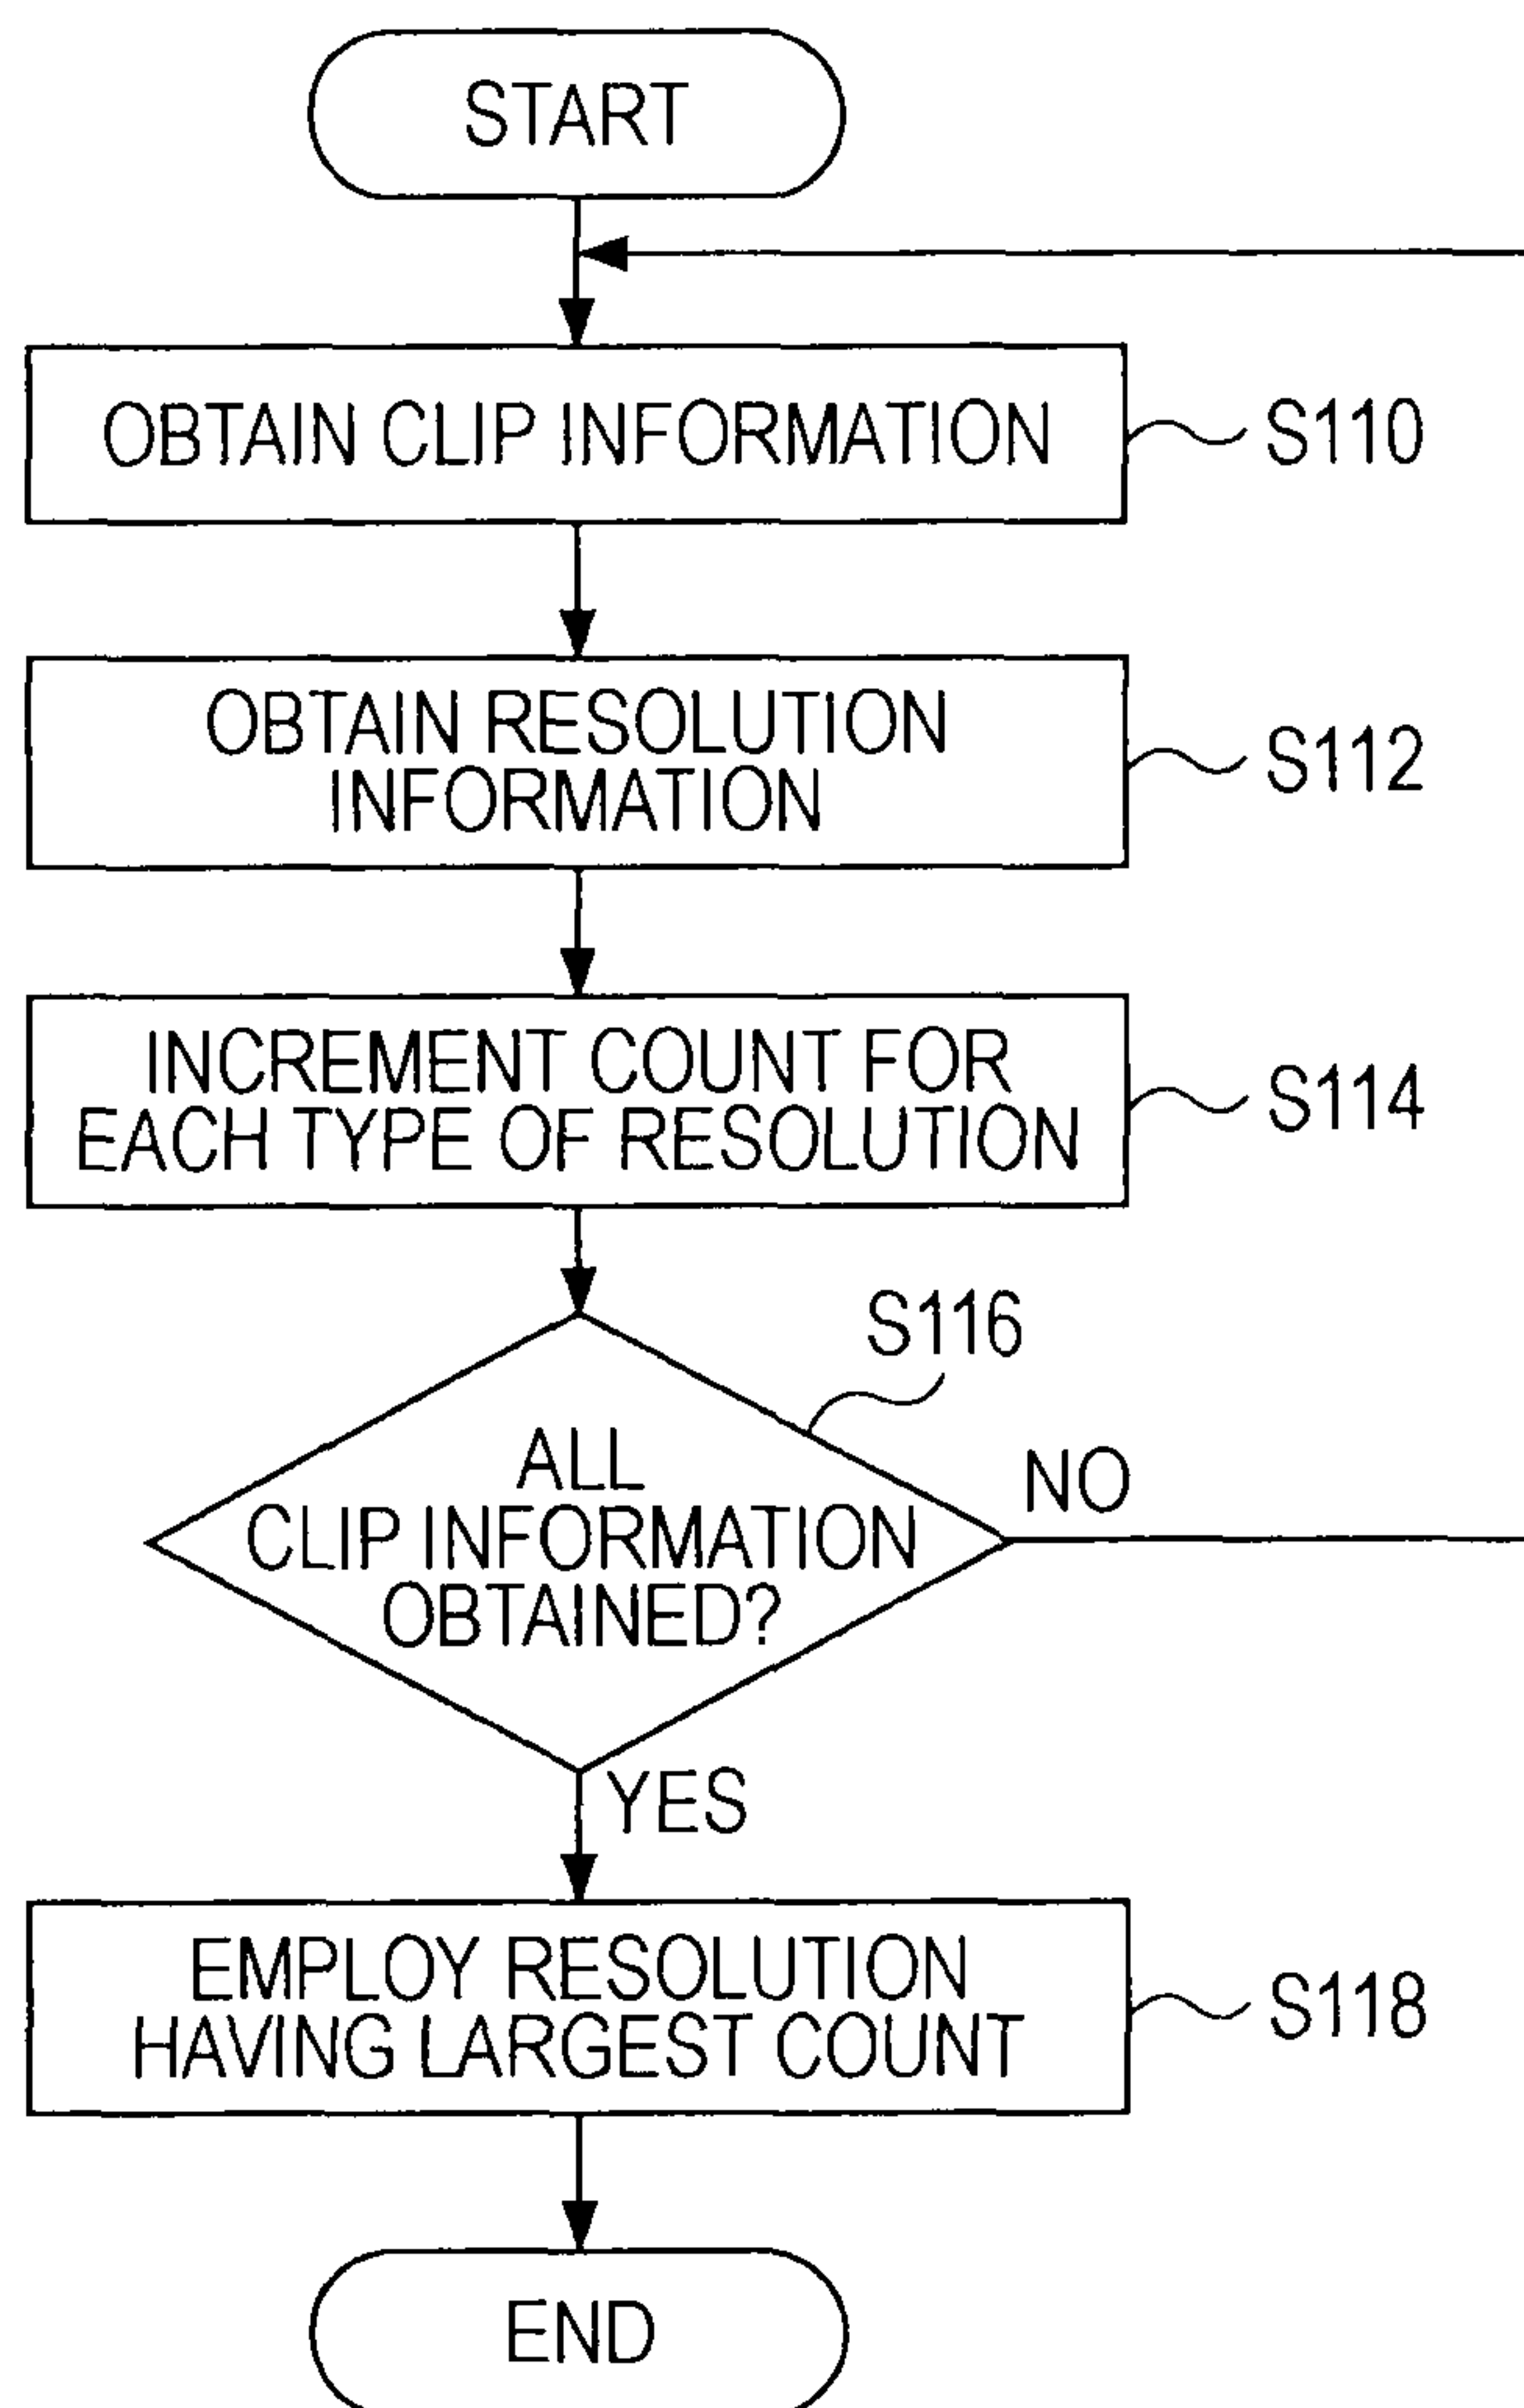 START
OBTAIN CLIP INFORMATION
S110
OBTAIN RESOLUTION
INFORMATION
S112
INCREMENT COUNT FOR
EACH TYPE OF RESOLUTION
S114
S116
ALL
CLIP INFORMATION
OBTAINED?
NO
YES
EMPLOY RESOLUTION
HAVING LARGEST COUNT
S118
END